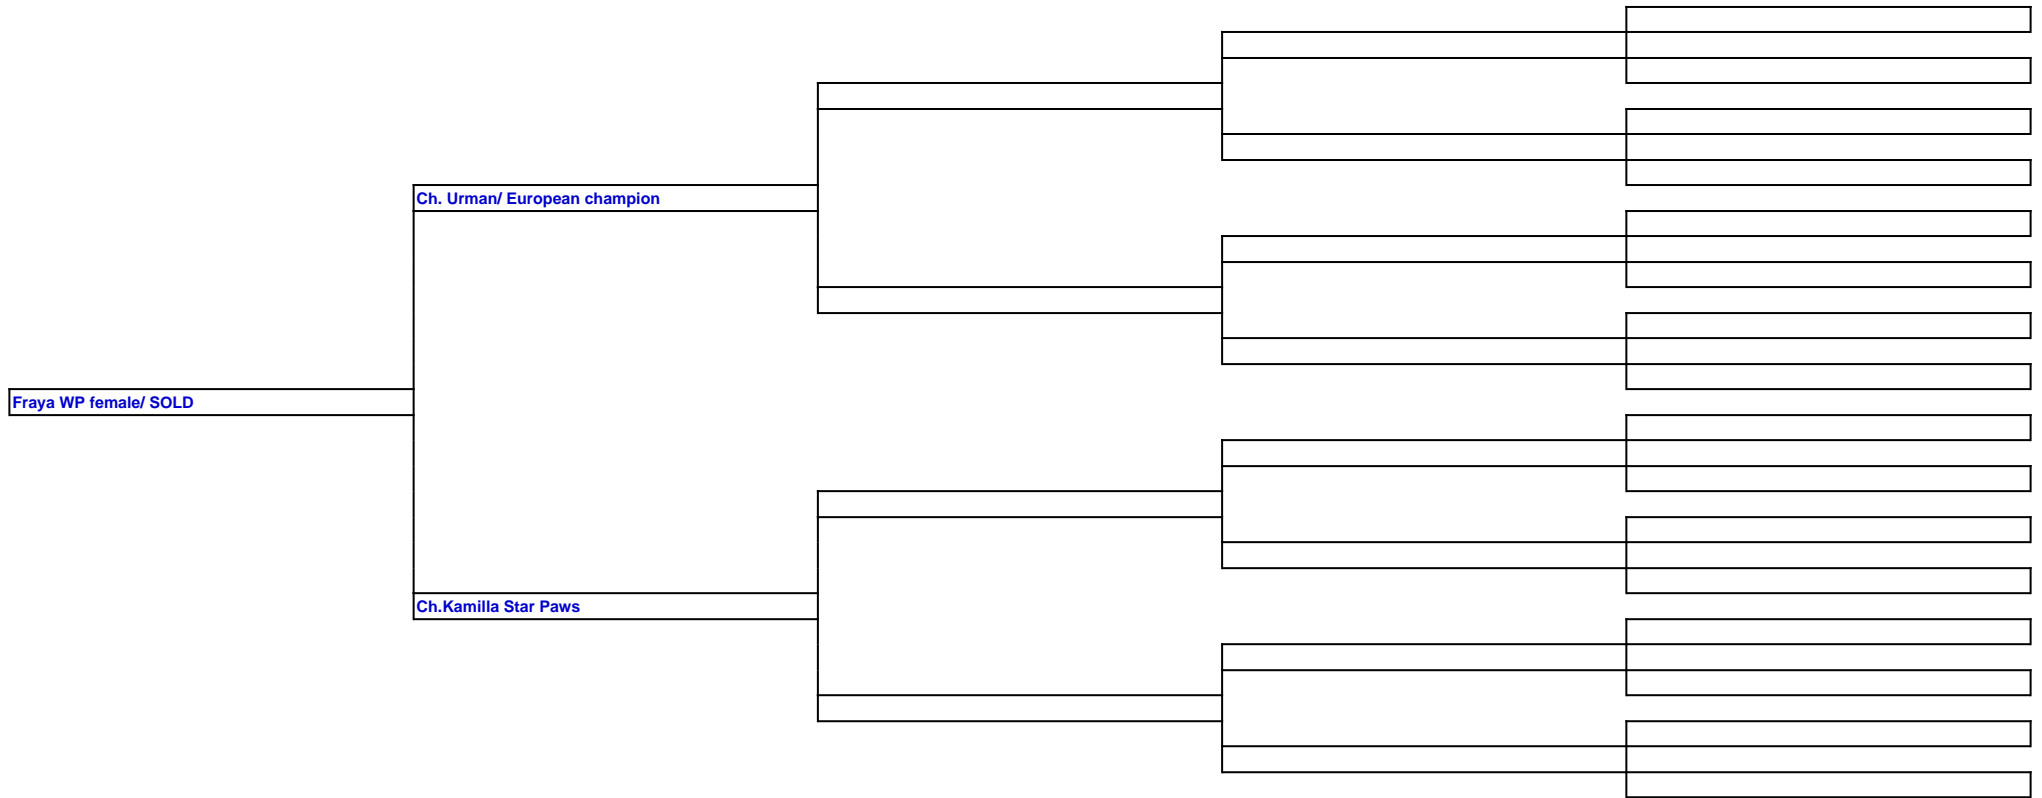 Ch. Urman/ European champion
Fraya WP female/ SOLD
Ch.Kamilla Star Paws